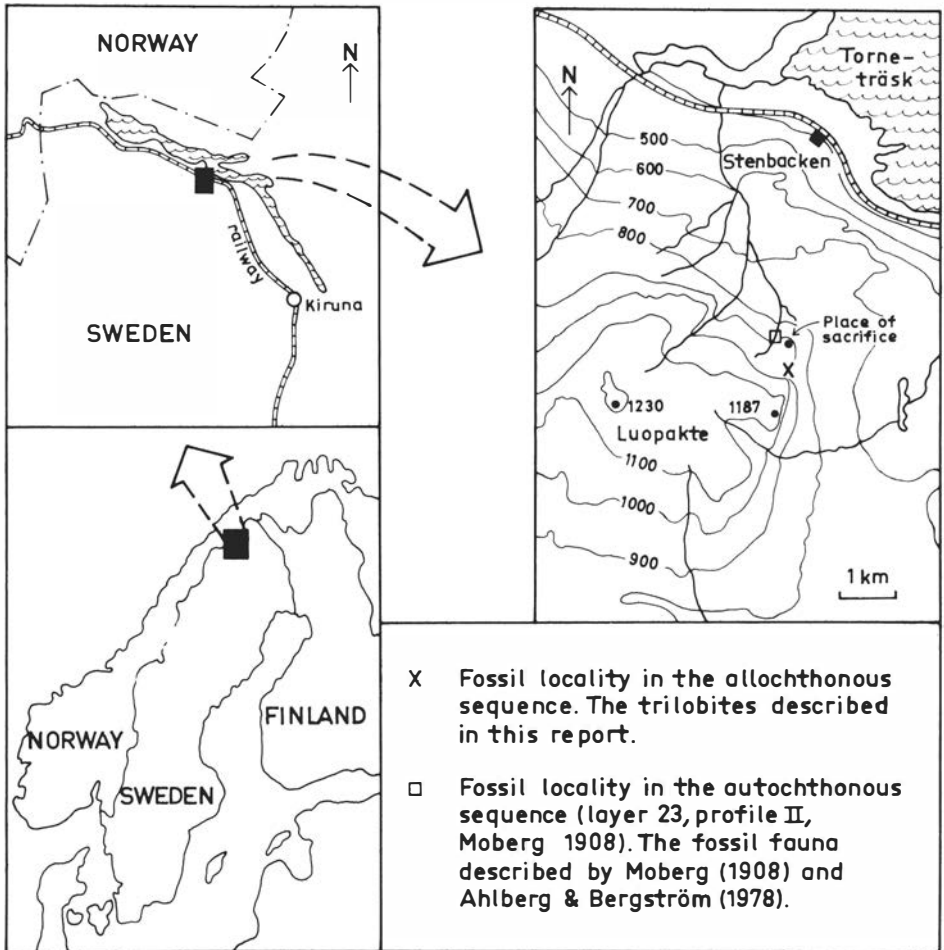 NORWAY
N
railway
Kiruna
SWEDEN
Torne-
träsk
N
500
Stenbacken
600
700
800
Place of
sacrifice
X
1230
1187
Luopakte
1100
1000
900
1 km
NORWAY
SWEDEN
FINLAND
X Fossil locality in the allochthonous
sequence. The trilobites described
in this report.
□ Fossil locality in the autochthonous
sequence (layer 23, profile II,
Moberg 1908). The fossil fauna
described by Moberg (1908) and
Ahlberg & Bergström (1978).